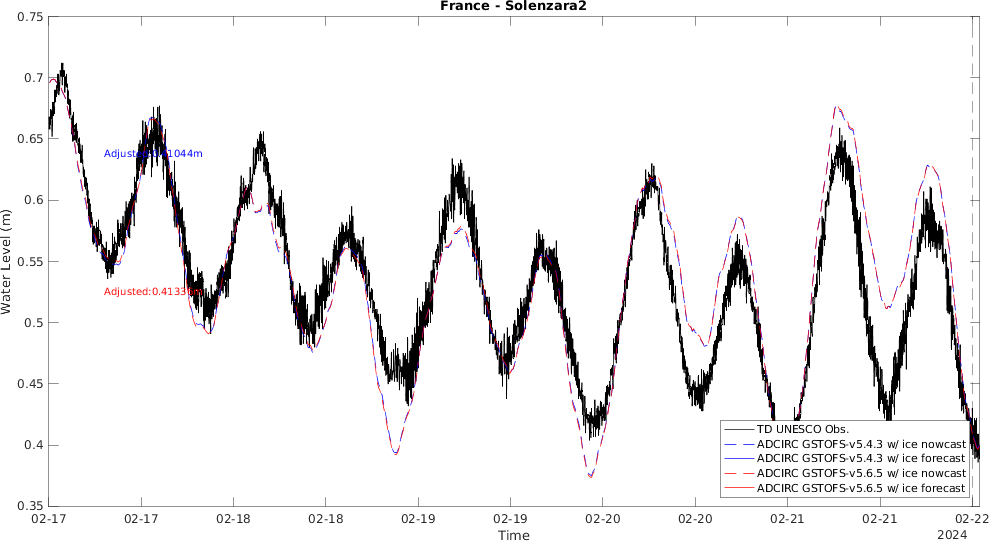 France - Solenzara2
0.75
0.7
0.65
0.6
0.55
0.5
0.45
0.4
0.35
Water Level (m)
Adjusted:
Adjusted:0.4133
TD UNESCO Obs.
ADCIRC GSTOFS-v5.4.3 w/ ice nowcast
ADCIRC GSTOFS-v5.4.3 w/ ice forecast
ADCIRC GSTOFS-v5.6.5 w/ ice nowcast
ADCIRC GSTOFS-v5.6.5 w/ ice forecast
02-17 02-17 02-18 02-18 02-19 02-19 02-20 02-20 02-21 02-21 02-22
Time
2024